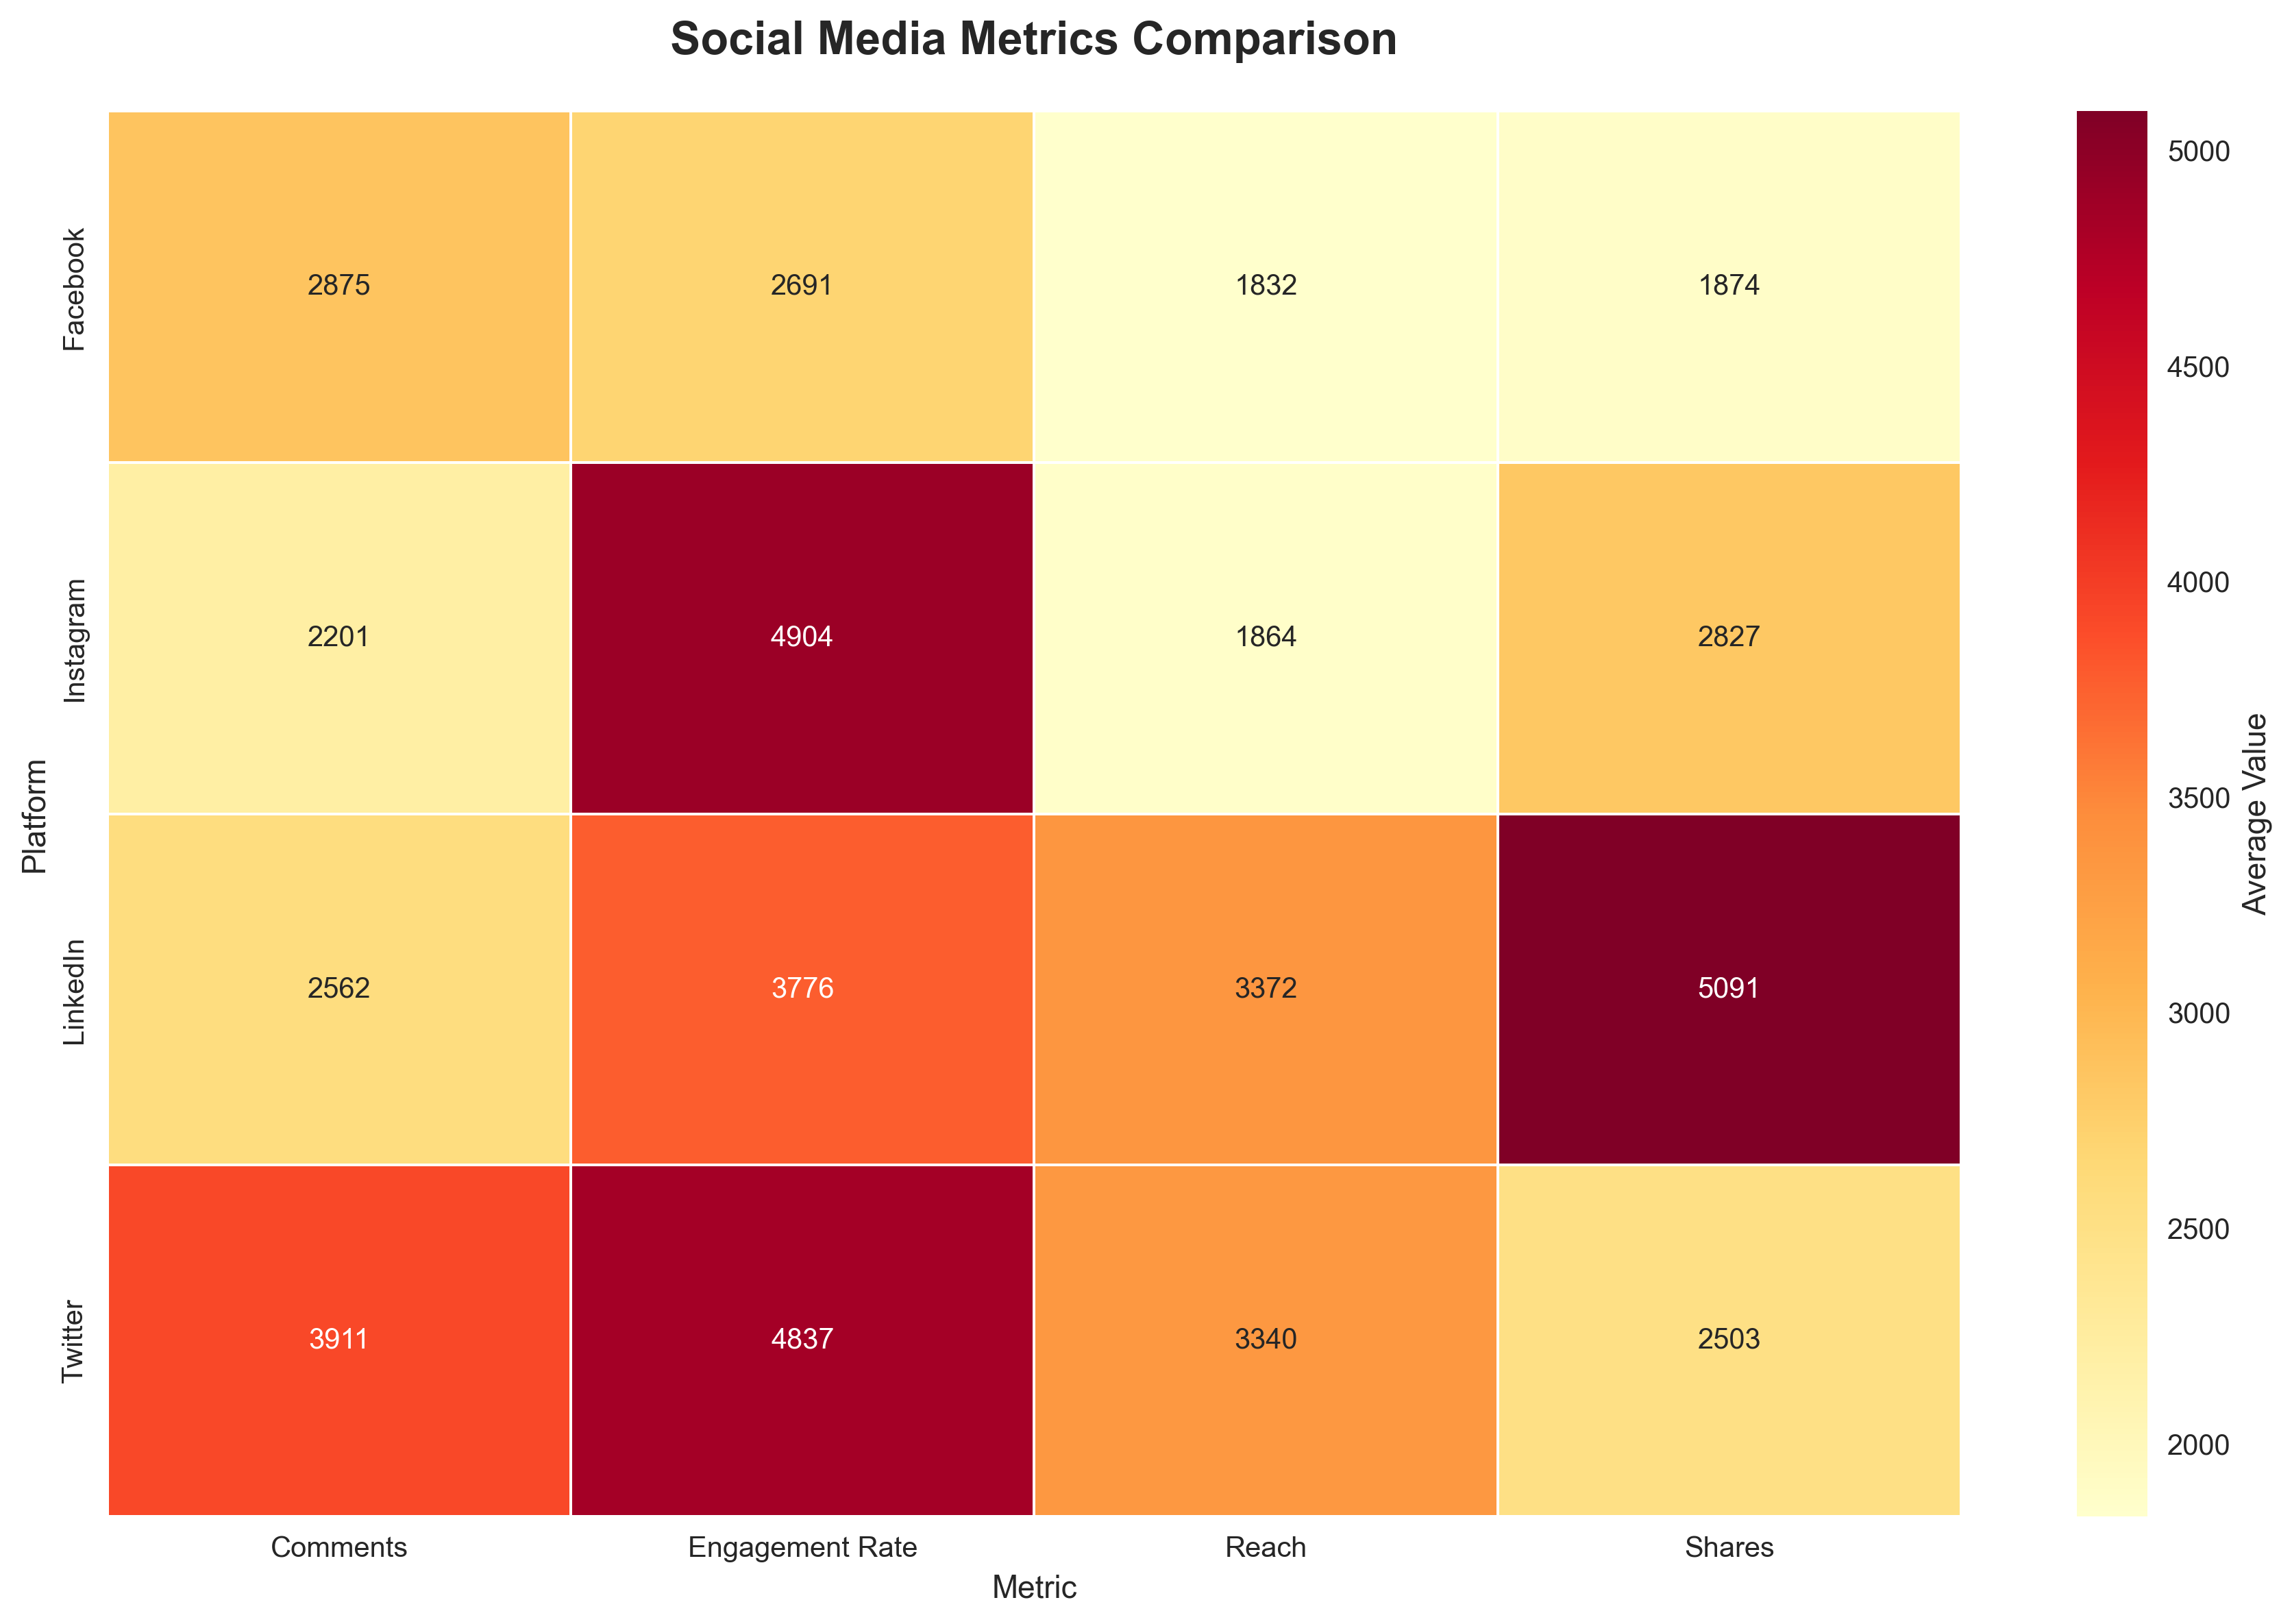 Social Media Metrics Comparison
Platform
Facebook
2875 2691 1832 1874
Instagram
2201 4904 1864 2827
LinkedIn
2562 3776 3372 5091
Twitter
3911 4837 3340 2503
Comments Engagement Rate Reach Shares
Metric
5000
4500
4000
3500
3000
2500
2000
Average Value